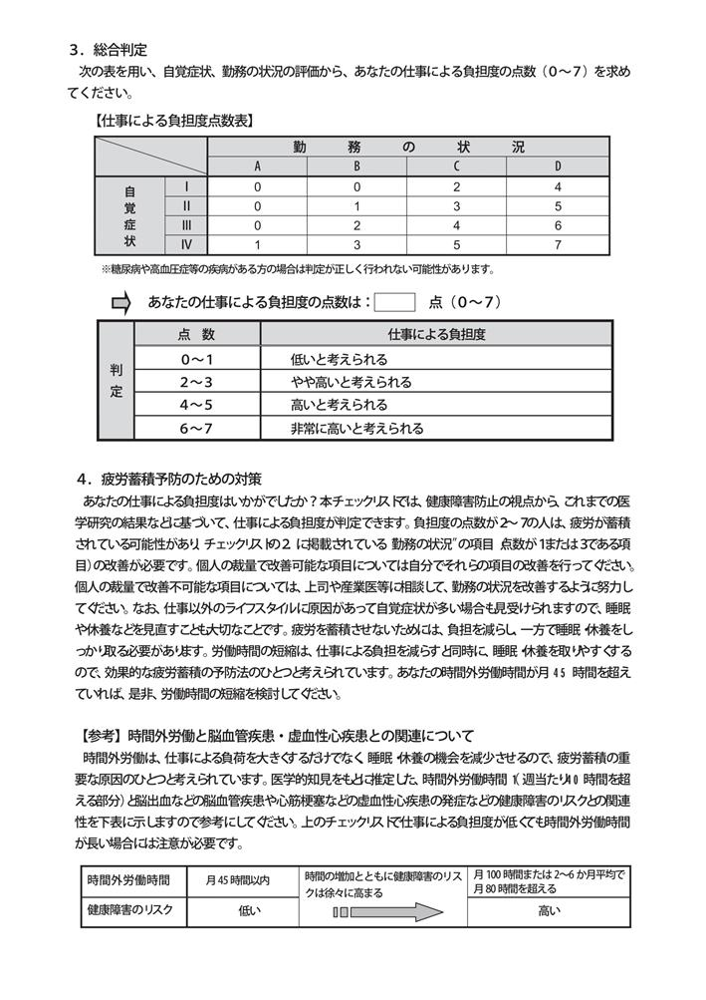 ３．総合判定
次の表を用い、自覚症状、勤務の状況の評価から、あなたの仕事による負担度の点数（０～７）を求め
てください。
【仕事による負担度点数表】
勤　務　の　状　況
A B C D
自覚症状
Ⅰ 0 0 2 4
Ⅱ 0 1 3 5
Ⅲ 0 2 4 6
Ⅳ 1 3 5 7
※糖尿病や高血圧症等の疾病がある方の場合は判定が正しく行われない可能性があります。
あなたの仕事による負担度の点数は： 点（０～７）
判定
点　数 仕事による負担度
０～１ 低いと考えられる
２～３ やや高いと考えられる
４～５ 高いと考えられる
６～７ 非常に高いと考えられる
４．疲労蓄積予防のための対策
あなたの仕事による負担度はいかがでしたか？本チェックリストでは、健康障害防止の視点から、これまでの医
学研究の結果などに基づいて、仕事による負担度が判定できます。負担度の点数が２～７の人は、疲労が蓄積
されている可能性があり、チェックリストの２．に掲載されている"勤務の状況"の項目（点数が１または３である項
目）の改善が必要です。個人の裁量で改善可能な項目については自分でそれらの項目の改善を行ってください。
個人の裁量で改善不可能な項目については、上司や産業医等に相談して、勤務の状況を改善するように努力し
てください。なお、仕事以外のライフスタイルに原因があって自覚症状が多い場合も見受けられますので、睡眠
や休養などを見直すことも大切なことです。疲労を蓄積させないためには、負担を減らし、一方で睡眠・休養をし
っかり取る必要があります。労働時間の短縮は、仕事による負担を減らすと同時に、睡眠・休養を取りやすくする
ので、効果的な疲労蓄積の予防法のひとつと考えられています。あなたの時間外労働時間が月４５時間を超え
ていれば、是非、労働時間の短縮を検討してください。
【参考】時間外労働と脳血管疾患・虚血性心疾患との関連について
時間外労働は、仕事による負荷を大きくするだけでなく、睡眠・休養の機会を減少させるので、疲労蓄積の重
要な原因のひとつと考えられています。医学的知見をもとに推定した、時間外労働時間（１週当たり４０時間を超
える部分）と脳出血などの脳血管疾患や心筋梗塞などの虚血性心疾患の発症などの健康障害のリスクとの関連
性を下表に示しますので参考にしてください。上のチェックリストで仕事による負担度が低くても時間外労働時間
が長い場合には注意が必要です。
時間外労働時間 月45時間以内 時間の増加とともに健康障害のリス
クは徐々に高まる
月100時間または2～6か月平均で
月80時間を超える
健康障害のリスク 低い 高い